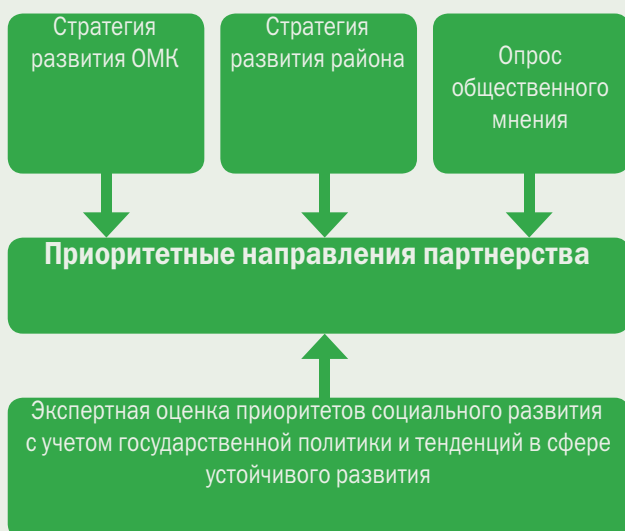 Стратегия
развития ОМК
Стратегия
развития района
Опрос
общественного
мнения
Приоритетные направления партнерства
Экспертная оценка приоритетов социального развития
с учетом государственной политики и тенденций в сфере
устойчивого развития